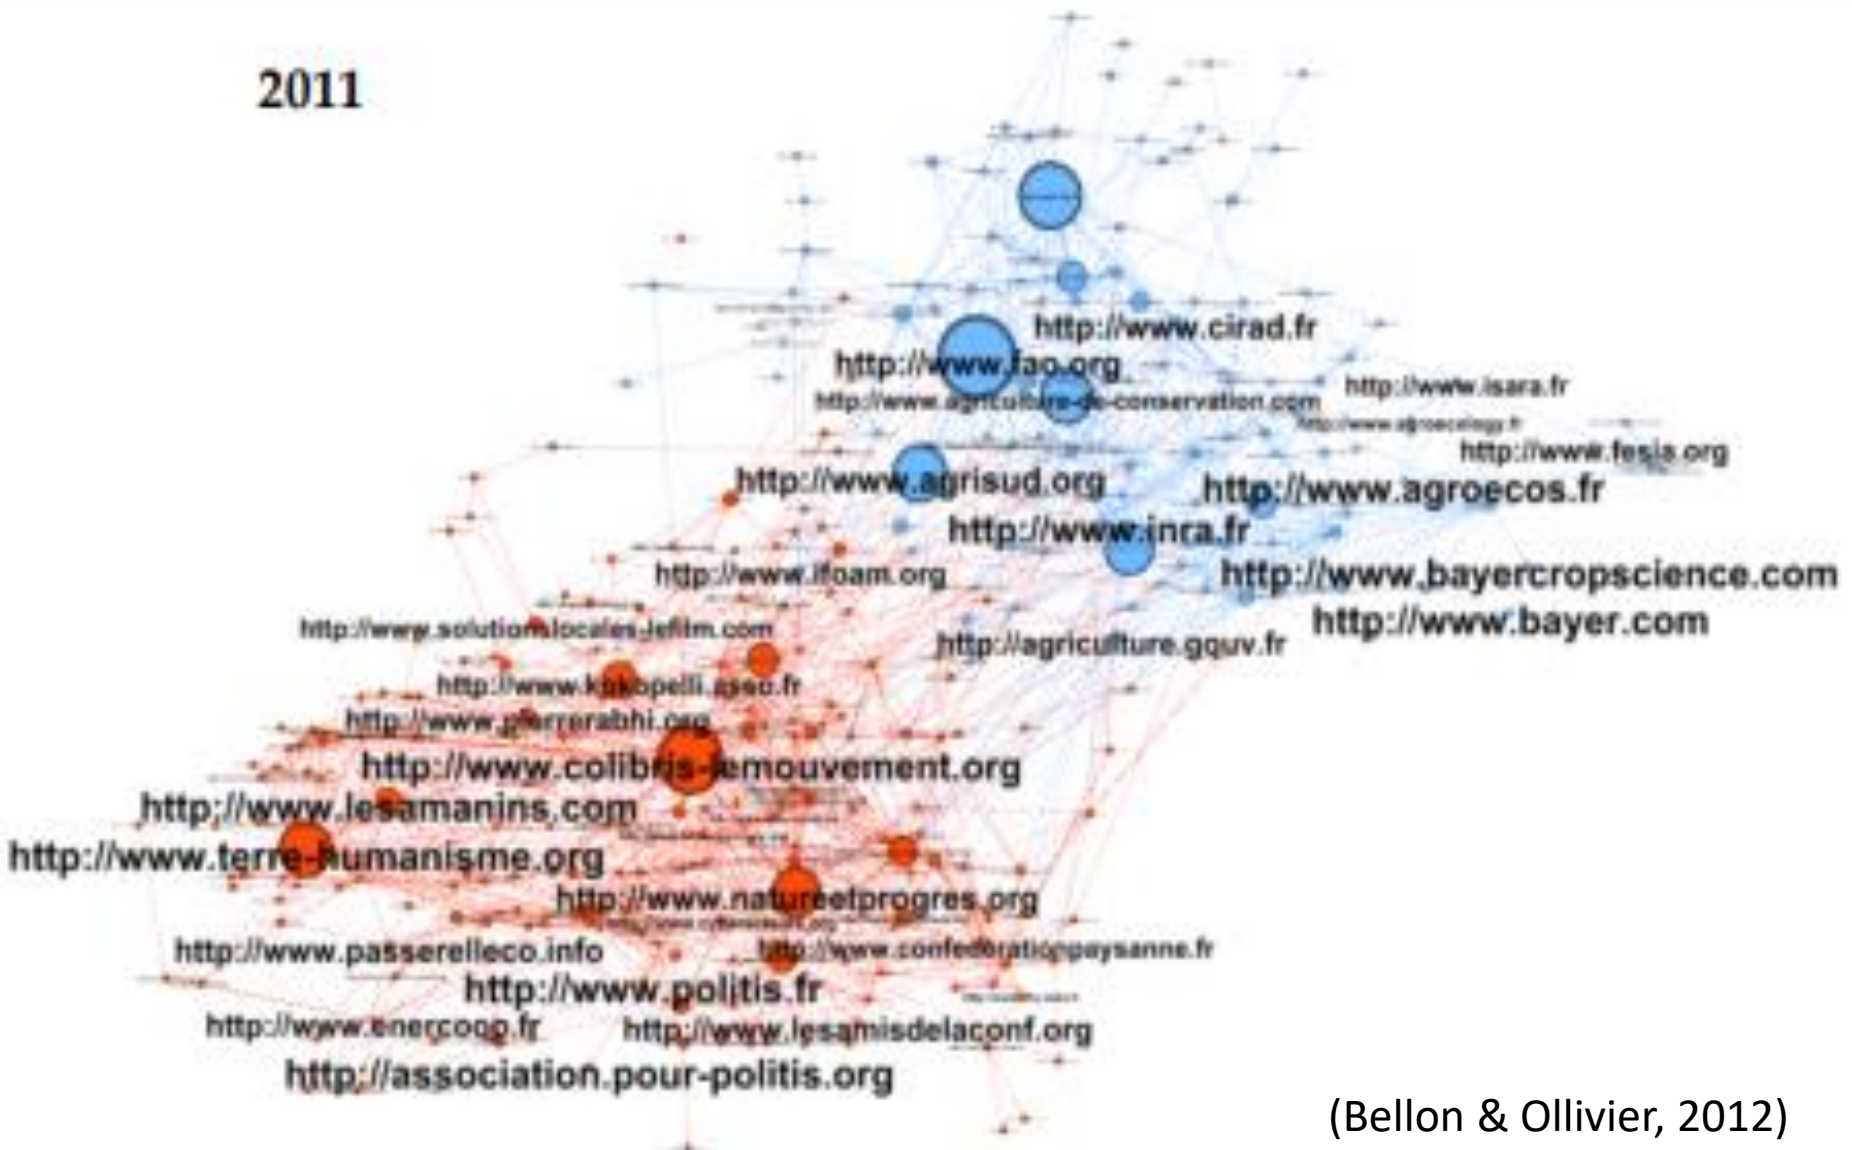 2011
http://www.cirad.fr
http://www.fao.org
http://www.isara.fr
http://www.agriculture-de-conservation.com
http://www.agroecology.fr
http://www.fesia.org
http://www.agrisud.org
http://www.agroecos.fr
http://www.inra.fr
http://www.ifoam.org
http://www.bayercropscience.com
http://www.bayer.com
http://www.solutionslocales-lefilm.com
http://agriculture.gouv.fr
http://www.kokopelli.asso.fr
http://www.pierrerabhi.org
http://www.colibris-lemouvement.org
http://www.lesamanins.com
http://www.terre-humanisme.org
http://www.natureetprogres.org
http://www.passerelleco.info
http://www.confederationpaysanne.fr
http://www.politis.fr
http://www.enercoop.fr
http://www.lesamisdelaconf.org
http://association.pour-politis.org
(Bellon & Ollivier, 2012)